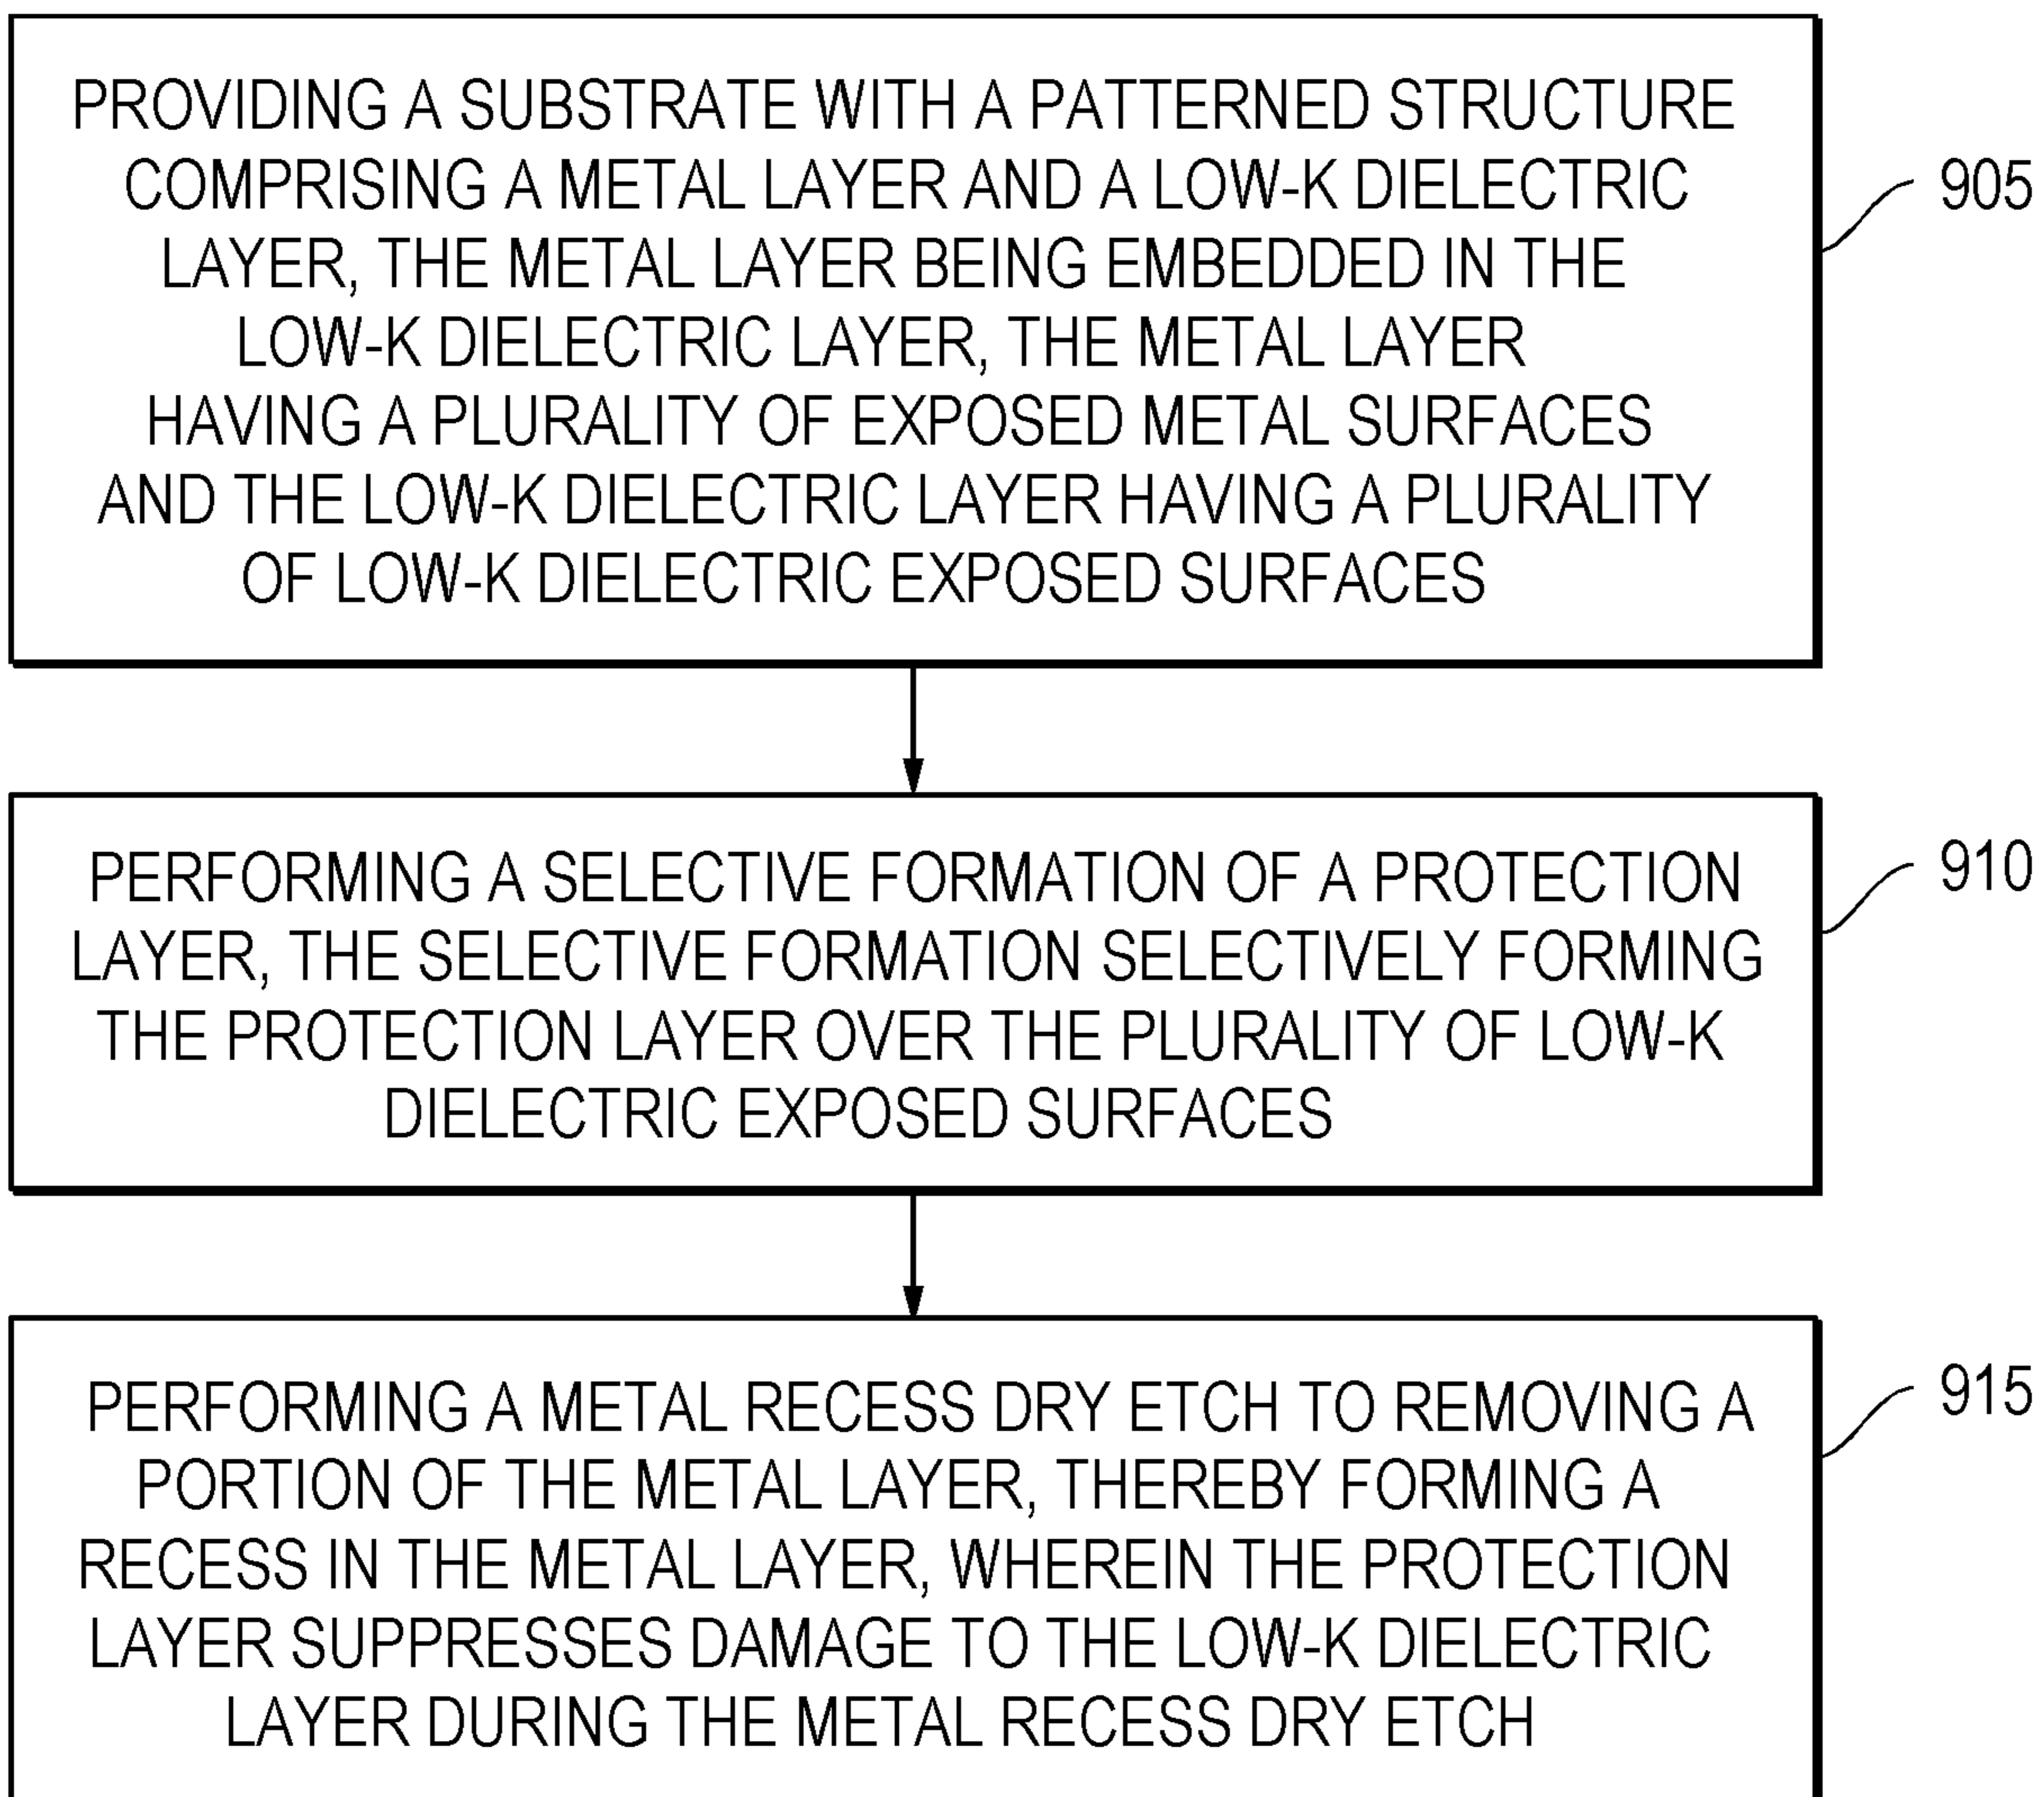 PROVIDING A SUBSTRATE WITH A PATTERNED STRUCTURE
COMPRISING A METAL LAYER AND A LOW-K DIELECTRIC
LAYER, THE METAL LAYER BEING EMBEDDED IN THE
LOW-K DIELECTRIC LAYER, THE METAL LAYER
HAVING A PLURALITY OF EXPOSED METAL SURFACES
AND THE LOW-K DIELECTRIC LAYER HAVING A PLURALITY
OF LOW-K DIELECTRIC EXPOSED SURFACES
905
PERFORMING A SELECTIVE FORMATION OF A PROTECTION
LAYER, THE SELECTIVE FORMATION SELECTIVELY FORMING
THE PROTECTION LAYER OVER THE PLURALITY OF LOW-K
DIELECTRIC EXPOSED SURFACES
910
PERFORMING A METAL RECESS DRY ETCH TO REMOVING A
PORTION OF THE METAL LAYER, THEREBY FORMING A
RECESS IN THE METAL LAYER, WHEREIN THE PROTECTION
LAYER SUPPRESSES DAMAGE TO THE LOW-K DIELECTRIC
LAYER DURING THE METAL RECESS DRY ETCH
915